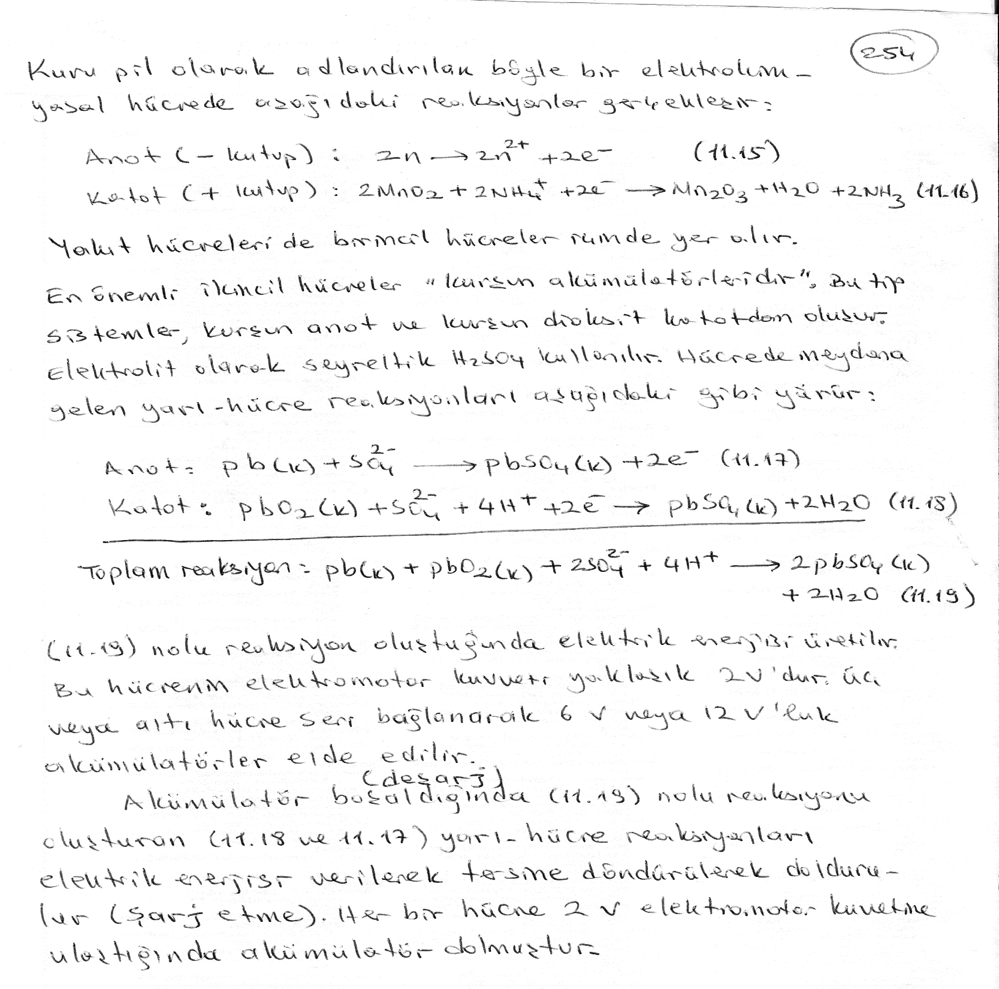 254
Kuru pil olarak adlandırılan böyle bir elektrokim-
yasal hücrede aşağıdaki reaksiyonlar gerçekleşir:
Anot (- kutup) : Zn → Zn²⁺ + 2e⁻ (11.15)
Katot (+ kutup) : 2MnO₂ + 2NH₄⁺ + 2e⁻ → Mn₂O₃ + H₂O + 2NH₃ (11.16)
Yakıt hücreleri de birincil hücreler içinde yer alır.
En önemli ikincil hücreler "kurşun akümülatörleridir". Bu tip
sistemler, kurşun anot ve kurşun dioksit katotdan oluşur.
Elektrolit olarak seyreltik H₂SO₄ kullanılır. Hücrede meydana
gelen yarı-hücre reaksiyonları aşağıdaki gibi yürür:
Anot: pb(k) + SO₄²⁻ → pbSO₄(k) + 2e⁻ (11.17)
Katot: pbO₂(k) + SO₄²⁻ + 4H⁺ + 2e⁻ → pbSO₄(k) + 2H₂O (11.18)
Toplam reaksiyon: pb(k) + pbO₂(k) + 2SO₄²⁻ + 4H⁺ → 2pbSO₄(k)
+ 2H₂O (11.19)
(11.19) nolu reaksiyon oluştuğunda elektrik enerjisi üretilir.
Bu hücrenin elektromotor kuvveti yaklaşık 2V'dur. üç
veya altı hücre seri bağlanarak 6 V veya 12 V'luk
akümülatörler elde edilir.
(deşarj)
Akümülatör boşaldığında (11.19) nolu reaksiyonu
oluşturan (11.18 ve 11.17) yarı-hücre reaksiyonları
elektrik enerjisi verilerek tersine döndürülerek dolduru-
lur (şarj etme). Her bir hücre 2 V elektromotor kuvetine
ulaştığında akümülatör dolmuştur.